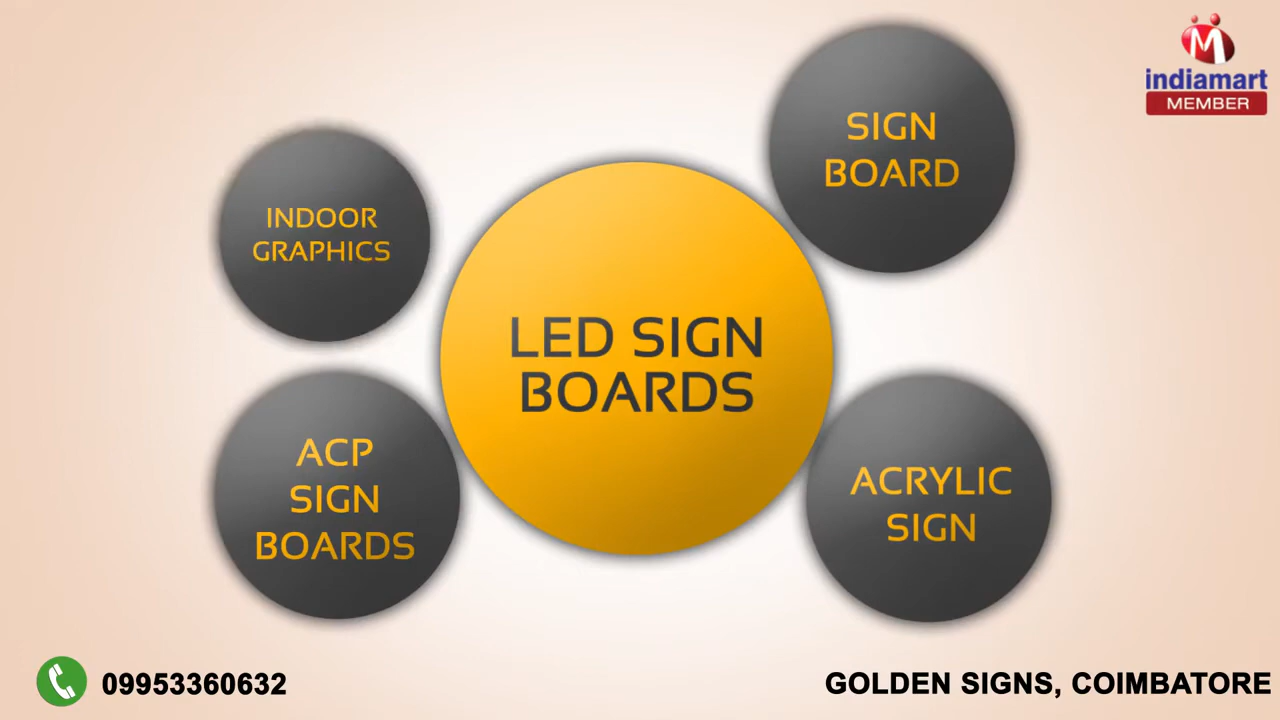 indiamart
MEMBER
SIGN
BOARD
INDOOR
GRAPHICS
LED SIGN
BOARDS
ACP
SIGN
BOARDS
ACRYLIC
SIGN
09953360632
GOLDEN SIGNS, COIMBATORE